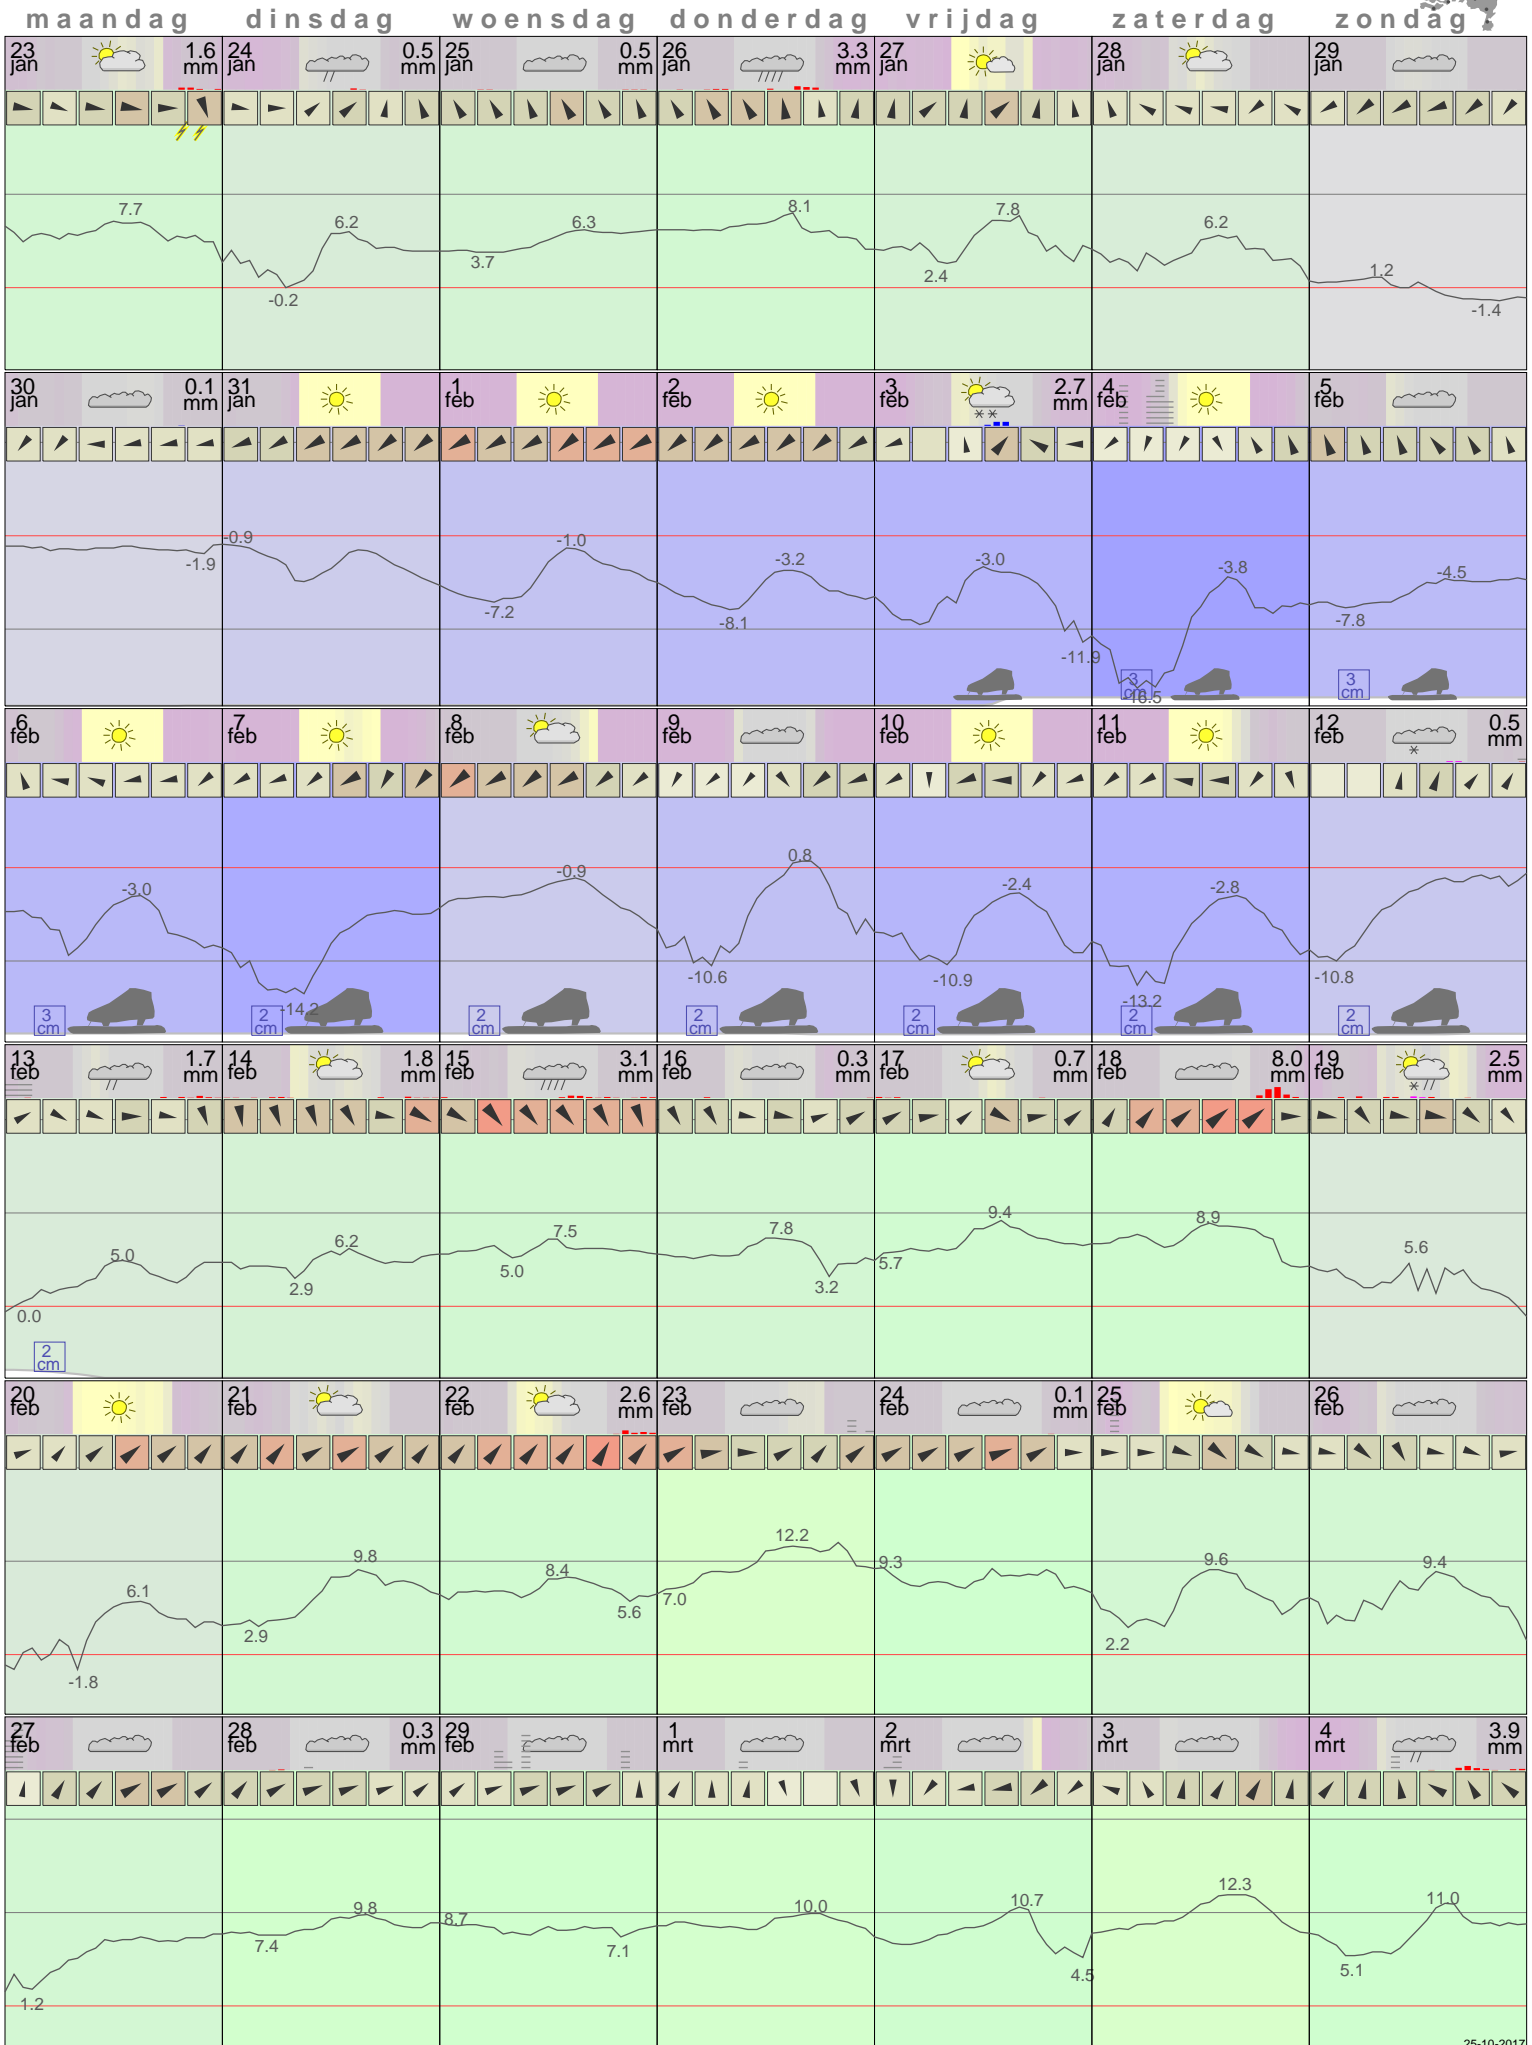 maandag dinsdag woensdag donderdag vrijdag zaterdag zondag
23 1.6 24 0.5 25 0.5 26 3.3 27 28 29
jan mm jan mm jan mm jan mm jan jan jan
7.7 6.2 6.3 8.1 7.8 6.2 1.2
-0.2 3.7 2.4 -1.4
30 0.1 31 1 2 3 2.7 4 5
jan mm jan feb feb feb mm feb feb
-0.9 -1.0 -3.2 -3.0 -3.8 -4.5
-1.9 -7.2 -8.1 -11.9 -7.8
3 3
cm cm
-16.5
6 7 8 9 10 11 12 0.5
feb feb feb feb feb feb feb mm
-3.0 -0.9 0.8 -2.4 -2.8
-14.2 -10.6 -10.9 -13.2 -10.8
3 2 2 2 2 2 2
cm cm cm cm cm cm cm
13 1.7 14 1.8 15 3.1 16 0.3 17 0.7 18 8.0 19 2.5
feb mm feb mm feb mm feb mm feb mm feb mm feb mm
5.0 6.2 7.5 7.8 9.4 8.9 5.6
0.0 2.9 5.0 3.2 5.7
2
cm
20 21 22 2.6 23 24 0.1 25 26
feb feb feb mm feb feb mm feb feb
6.1 9.8 8.4 12.2 9.3 9.6 9.4
-1.8 2.9 5.6 7.0 2.2
27 28 0.3 29 1 2 3 4 3.9
feb feb mm feb mrt mrt mrt mrt mm
9.8 8.7 10.0 10.7 12.3 11.0
1.2 7.4 7.1 4.5 5.1
25-10-2017